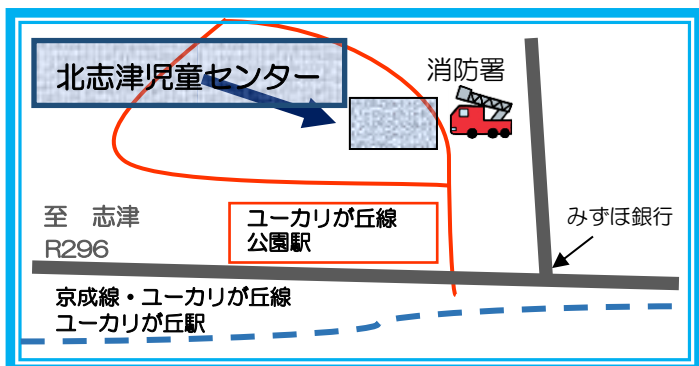 北志津児童センター
消防署
至　志津
R296
ユーカリが丘線
公園駅
みずほ銀行
京成線・ユーカリが丘線
ユーカリが丘駅